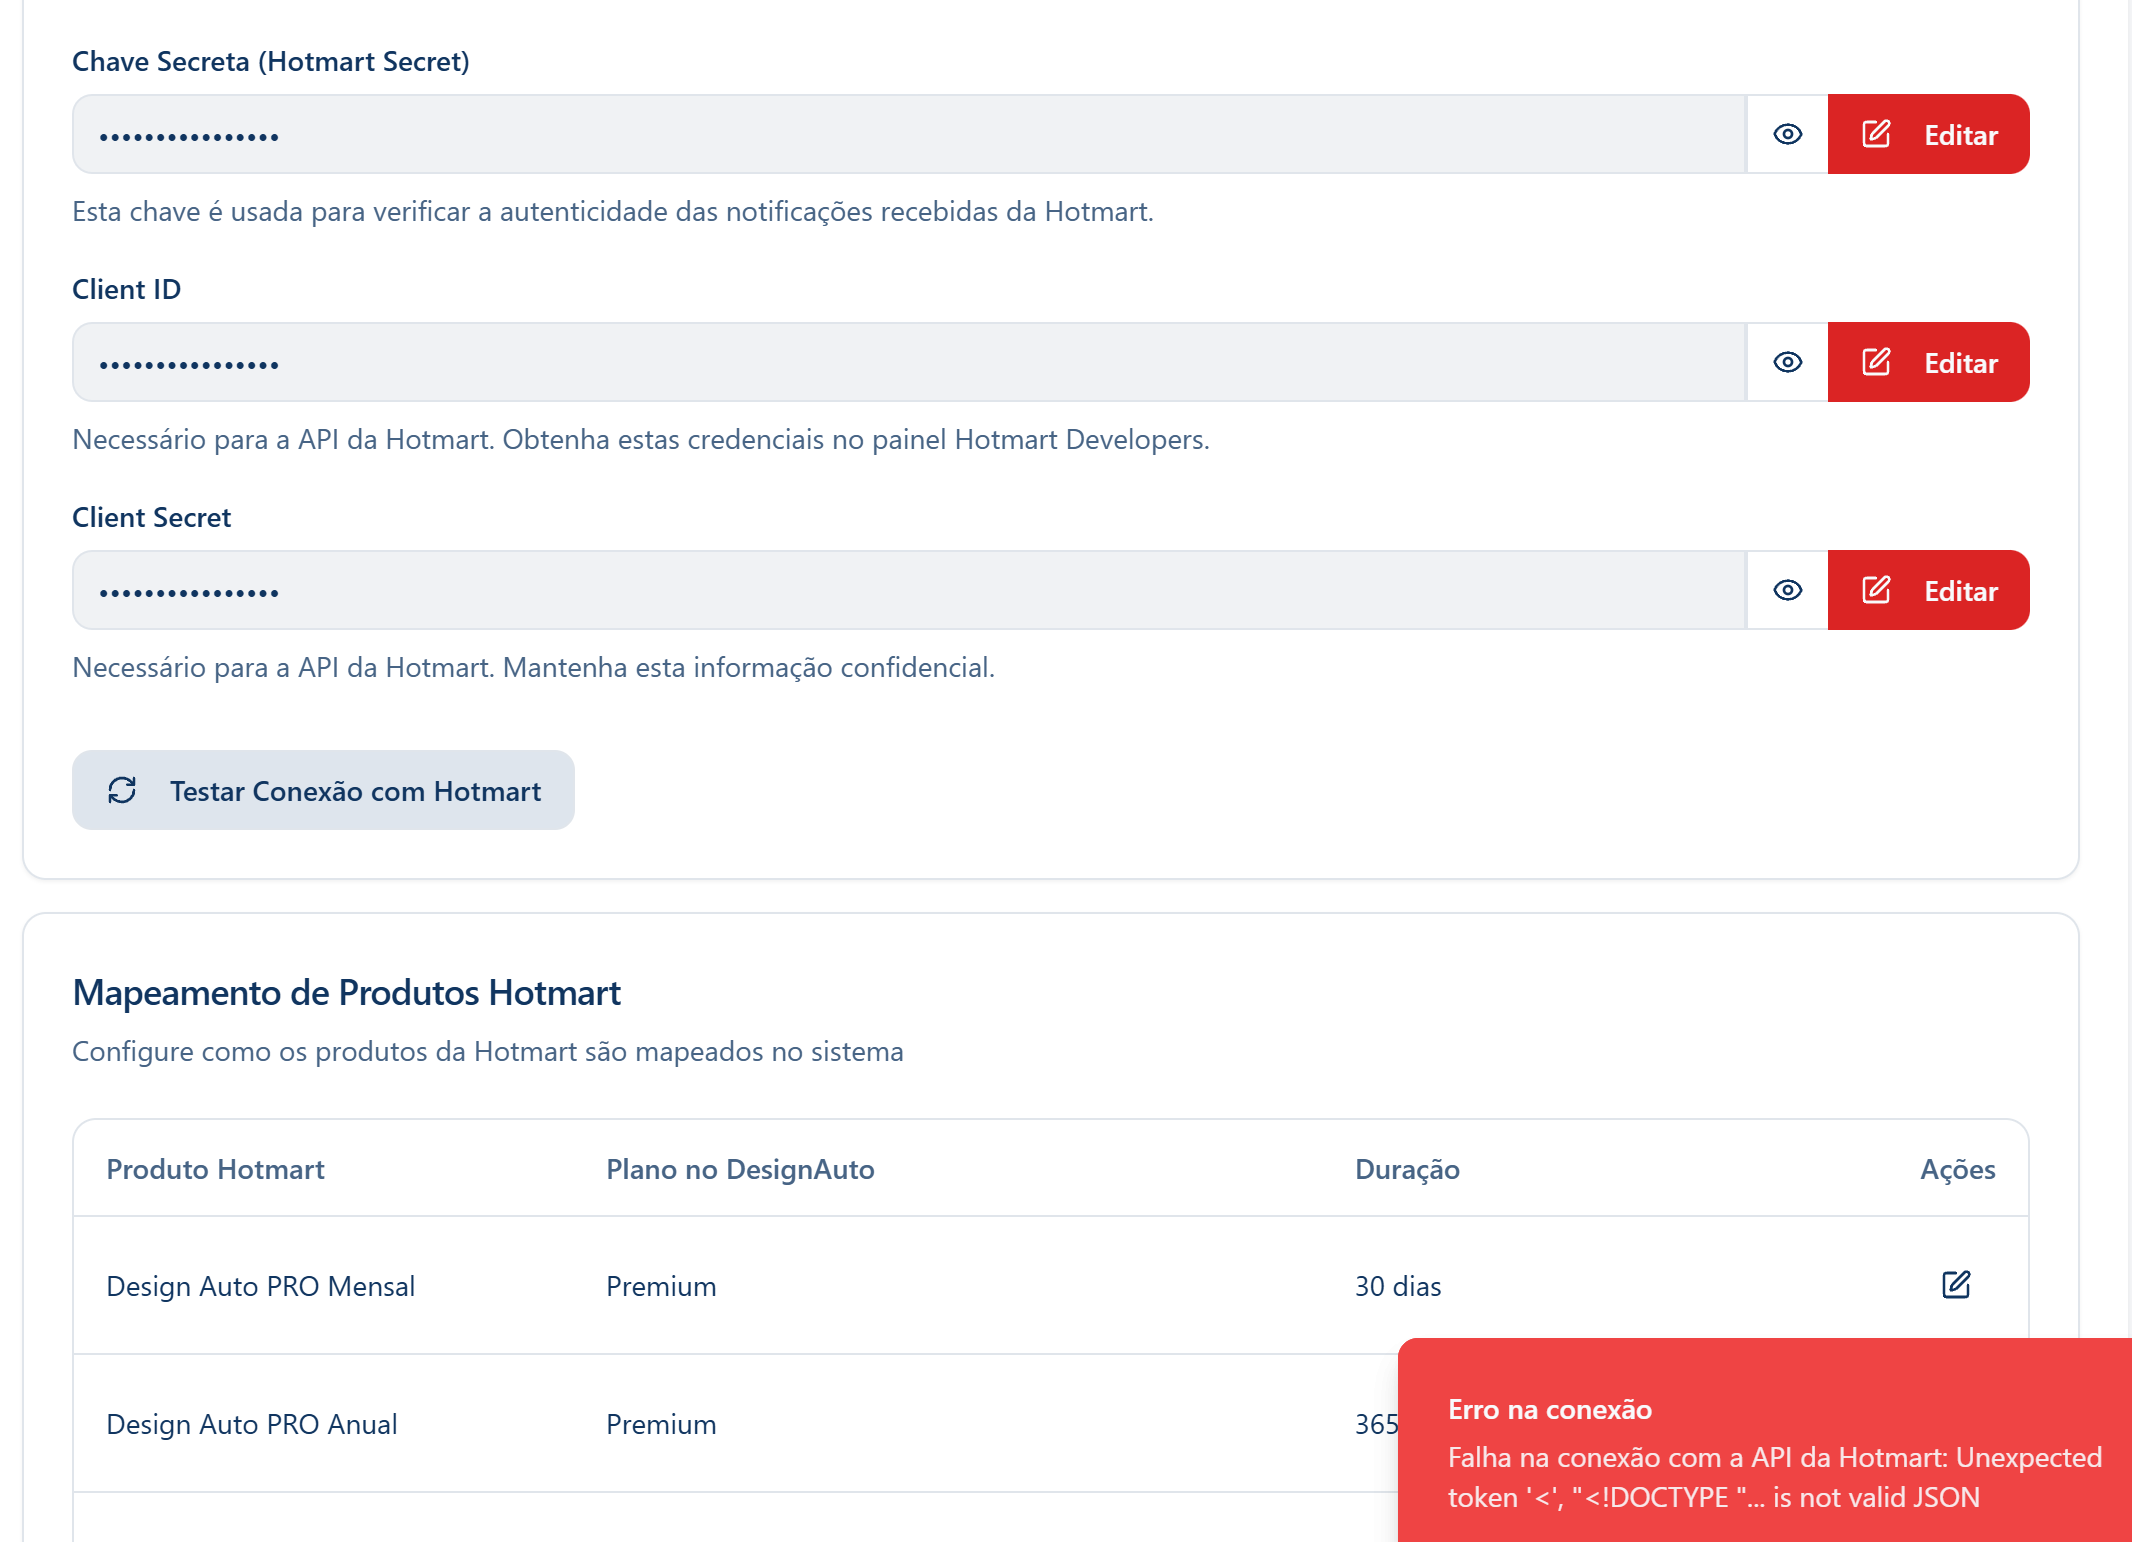 Chave Secreta (Hotmart Secret)
••••••••••••••••
Editar
Esta chave é usada para verificar a autenticidade das notificações recebidas da Hotmart.
Client ID
••••••••••••••••
Editar
Necessário para a API da Hotmart. Obtenha estas credenciais no painel Hotmart Developers.
Client Secret
••••••••••••••••
Editar
Necessário para a API da Hotmart. Mantenha esta informação confidencial.
Testar Conexão com Hotmart
Mapeamento de Produtos Hotmart
Configure como os produtos da Hotmart são mapeados no sistema
Produto Hotmart Plano no DesignAuto Duração Ações
Design Auto PRO Mensal Premium 30 dias
Design Auto PRO Anual Premium 365
Erro na conexão
Falha na conexão com a API da Hotmart: Unexpected
token '<', "<!DOCTYPE "... is not valid JSON